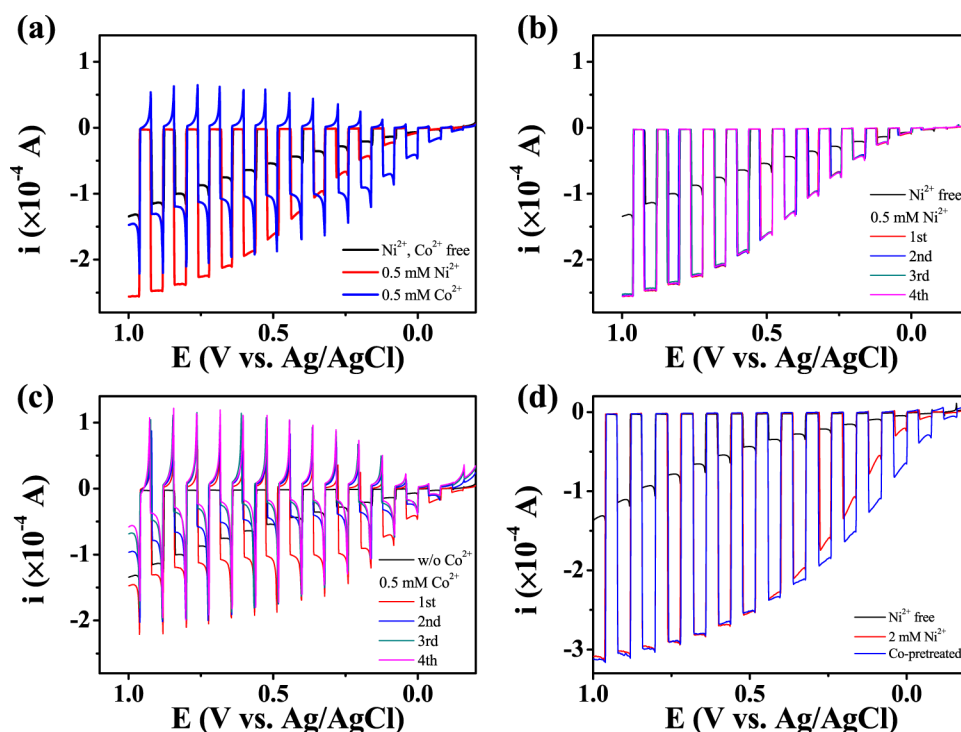 (a)
1
0
-1
-2
i (×10⁻⁴ A)
Ni²⁺, Co²⁺ free
0.5 mM Ni²⁺
0.5 mM Co²⁺
1.0 0.5 0.0
E (V vs. Ag/AgCl)
(b)
1
0
-1
-2
i (×10⁻⁴ A)
Ni²⁺ free
0.5 mM Ni²⁺
1st
2nd
3rd
4th
1.0 0.5 0.0
E (V vs. Ag/AgCl)
(c)
1
0
-1
-2
i (×10⁻⁴ A)
w/o Co²⁺
0.5 mM Co²⁺
1st
2nd
3rd
4th
1.0 0.5 0.0
E (V vs. Ag/AgCl)
(d)
0
-1
-2
-3
i (×10⁻⁴ A)
Ni²⁺ free
2 mM Ni²⁺
Co-pretreated
1.0 0.5 0.0
E (V vs. Ag/AgCl)